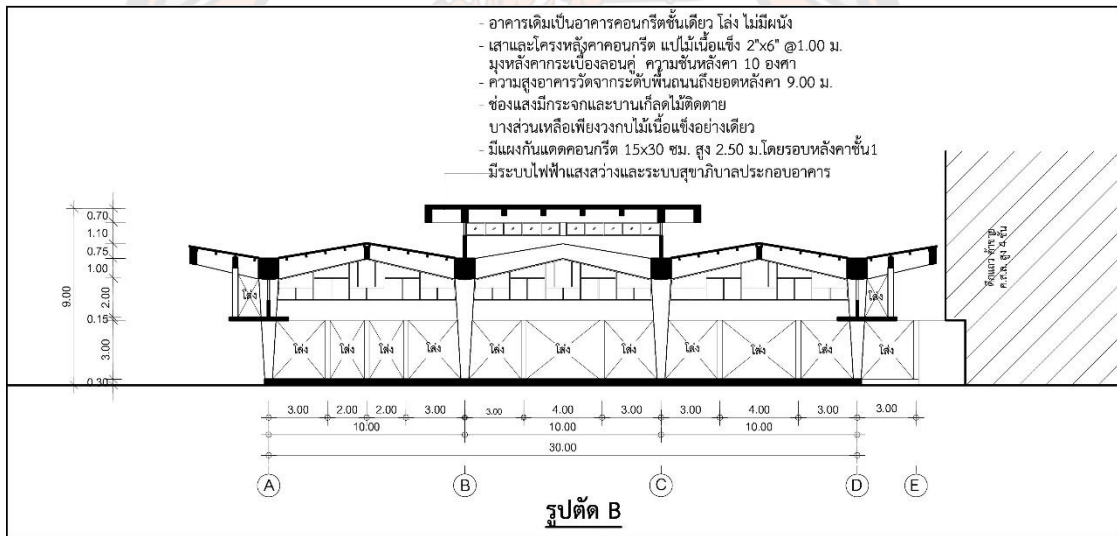 - อาคารเดิมเป็นอาคารคอนกรีตชั้นเดียว โล่ง ไม่มีผนัง
- เสาและโครงหลังคาคอนกรีต แปไม้เนื้อแข็ง 2"x6" @1.00 ม.
มุงหลังคากระเบื้องลอนคู่ ความชันหลังคา 10 องศา
- ความสูงอาคารวัดจากระดับพื้นถนนถึงยอดหลังคา 9.00 ม.
- ช่องแสงมีกระจกและบานเกล็ดไม้ติดตาย
บางส่วนเหลือเพียงวงกบไม้เนื้อแข็งอย่างเดียว
- มีแผงกันแดดคอนกรีต 15x30 ซม. สูง 2.50 ม.โดยรอบหลังคาชั้น1
มีระบบไฟฟ้าแสงสว่างและระบบสุขาภิบาลประกอบอาคาร
0.70
1.10
0.75
1.00
2.00
0.15
3.00
0.30
9.00
โล่ง โล่ง
โล่ง โล่ง โล่ง โล่ง โล่ง โล่ง โล่ง โล่ง โล่ง โล่ง โล่ง
ตึกแถวค้าขาย
ค.ส.ล. สูง 4 ชั้น
3.00 2.00 2.00 3.00 3.00 4.00 3.00 3.00 4.00 3.00 3.00
10.00 10.00 10.00
30.00
A B C D E
รูปตัด B